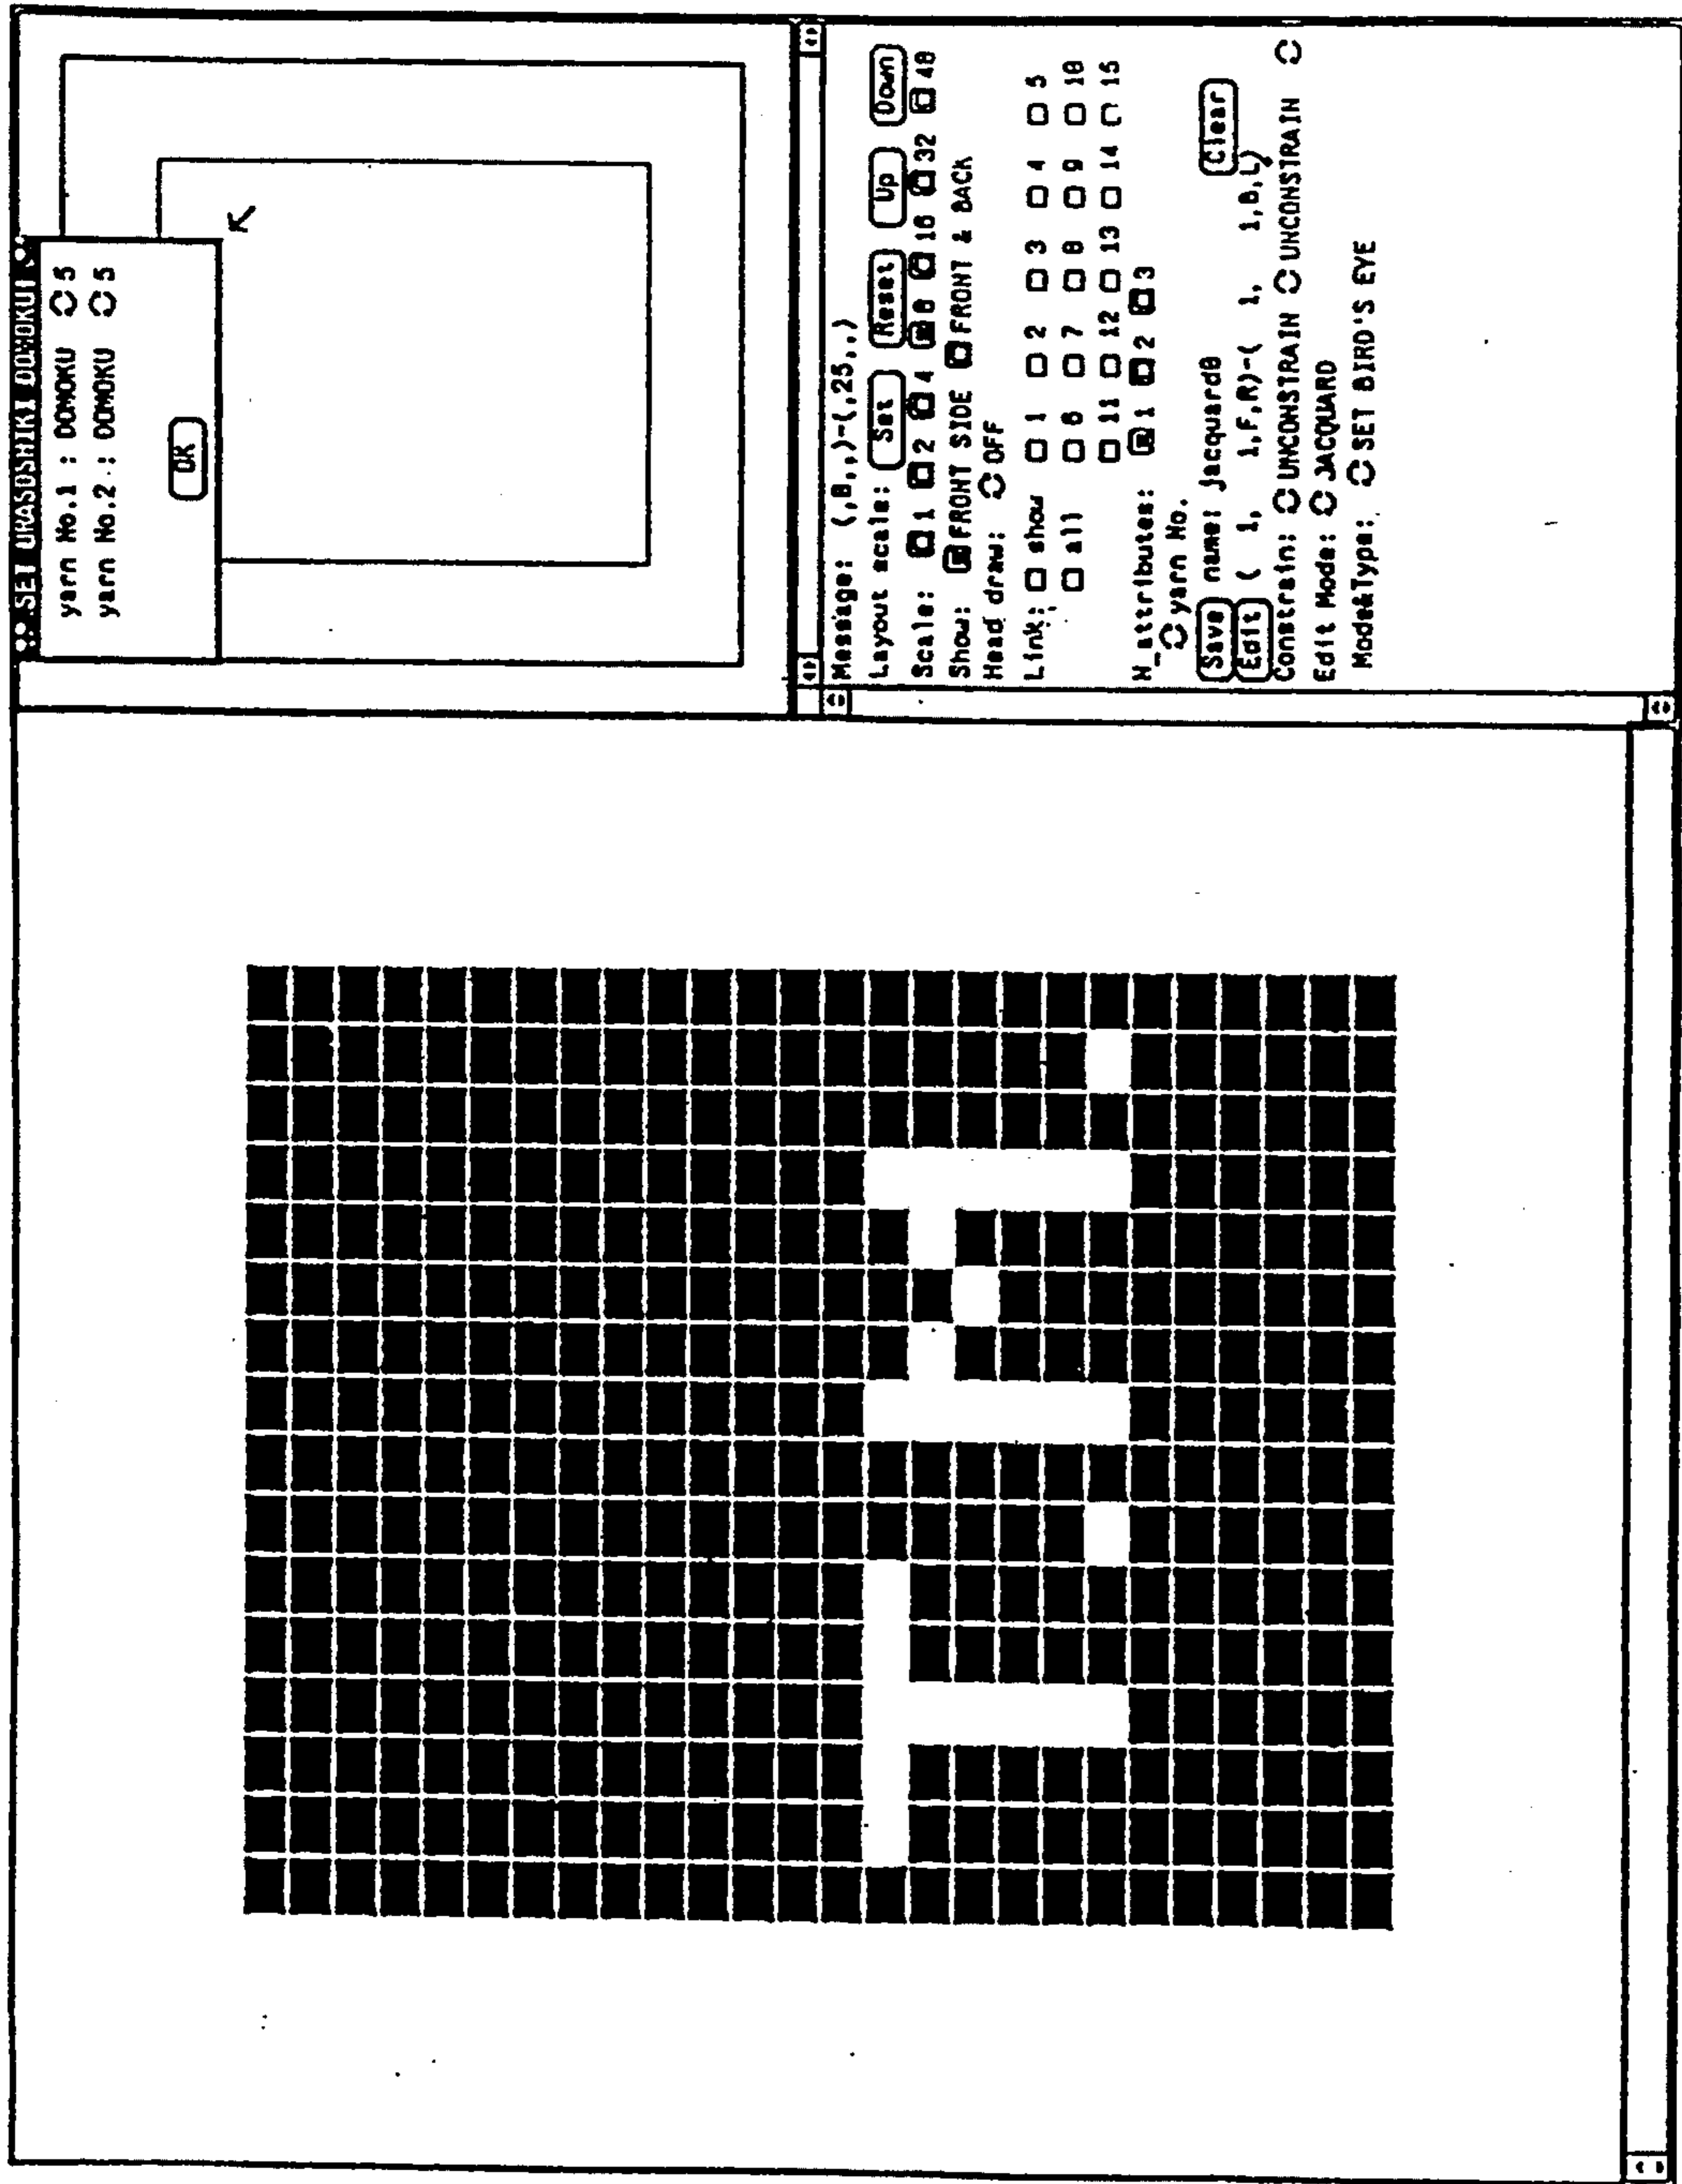 SET URASOSHIKI DOMOKU
yarn No.1 : DOMOKU 5
yarn No.2 : DOMOKU 5
OK
Message: (,8,,)-(,25,,)
Layout scale: Set Reset Up Down
Scale: 1 2 4 8 16 32 48
Show: FRONT SIDE FRONT & BACK
Head draw: OFF
Link: show 1 2 3 4 5
all 6 7 8 9 10
11 12 13 14 15
N_attributes: 1 2 3
yarn No.
Save name: jacquard0 Clear
Edit ( 1, 1,F,R)-( 1, 1,B,L)
Constrain: UNCONSTRAIN UNCONSTRAIN
Edit Mode: JACQUARD
Mode&Type: SET BIRD'S EYE
T.M.